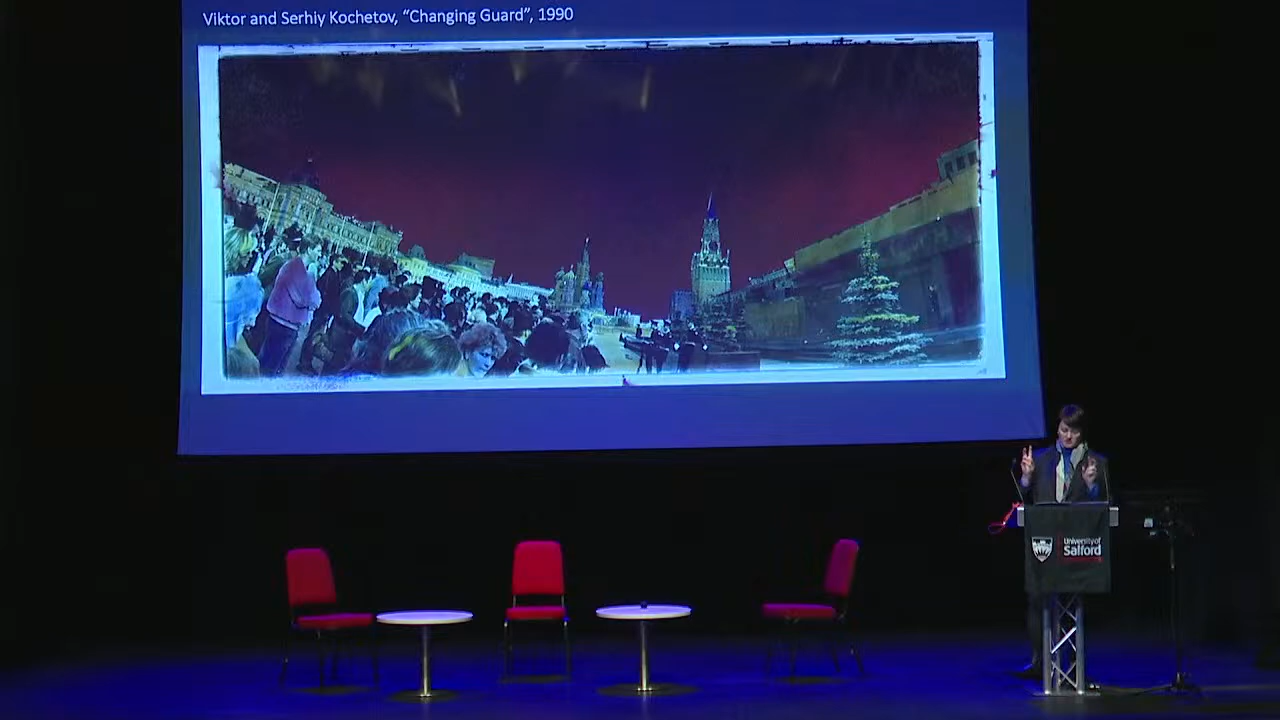 Viktor and Serhiy Kochetov, “Changing Guard”, 1990
University of
Salford